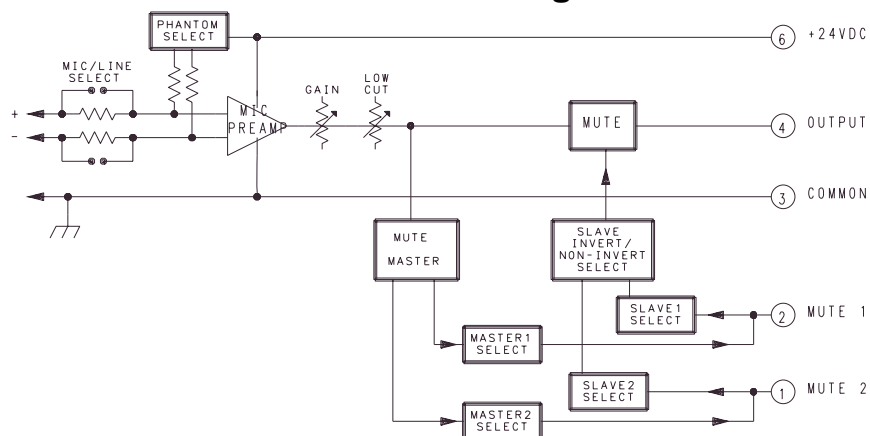 PHANTOM
SELECT
6 +24VDC
MIC/LINE
SELECT
GAIN
LOW
CUT
+
-
MIC
PREAMP
MUTE
4 OUTPUT
3 COMMON
MUTE
MASTER
SLAVE
INVERT/
NON-INVERT
SELECT
SLAVE1
SELECT
2 MUTE 1
MASTER1
SELECT
SLAVE2
SELECT
1 MUTE 2
MASTER2
SELECT